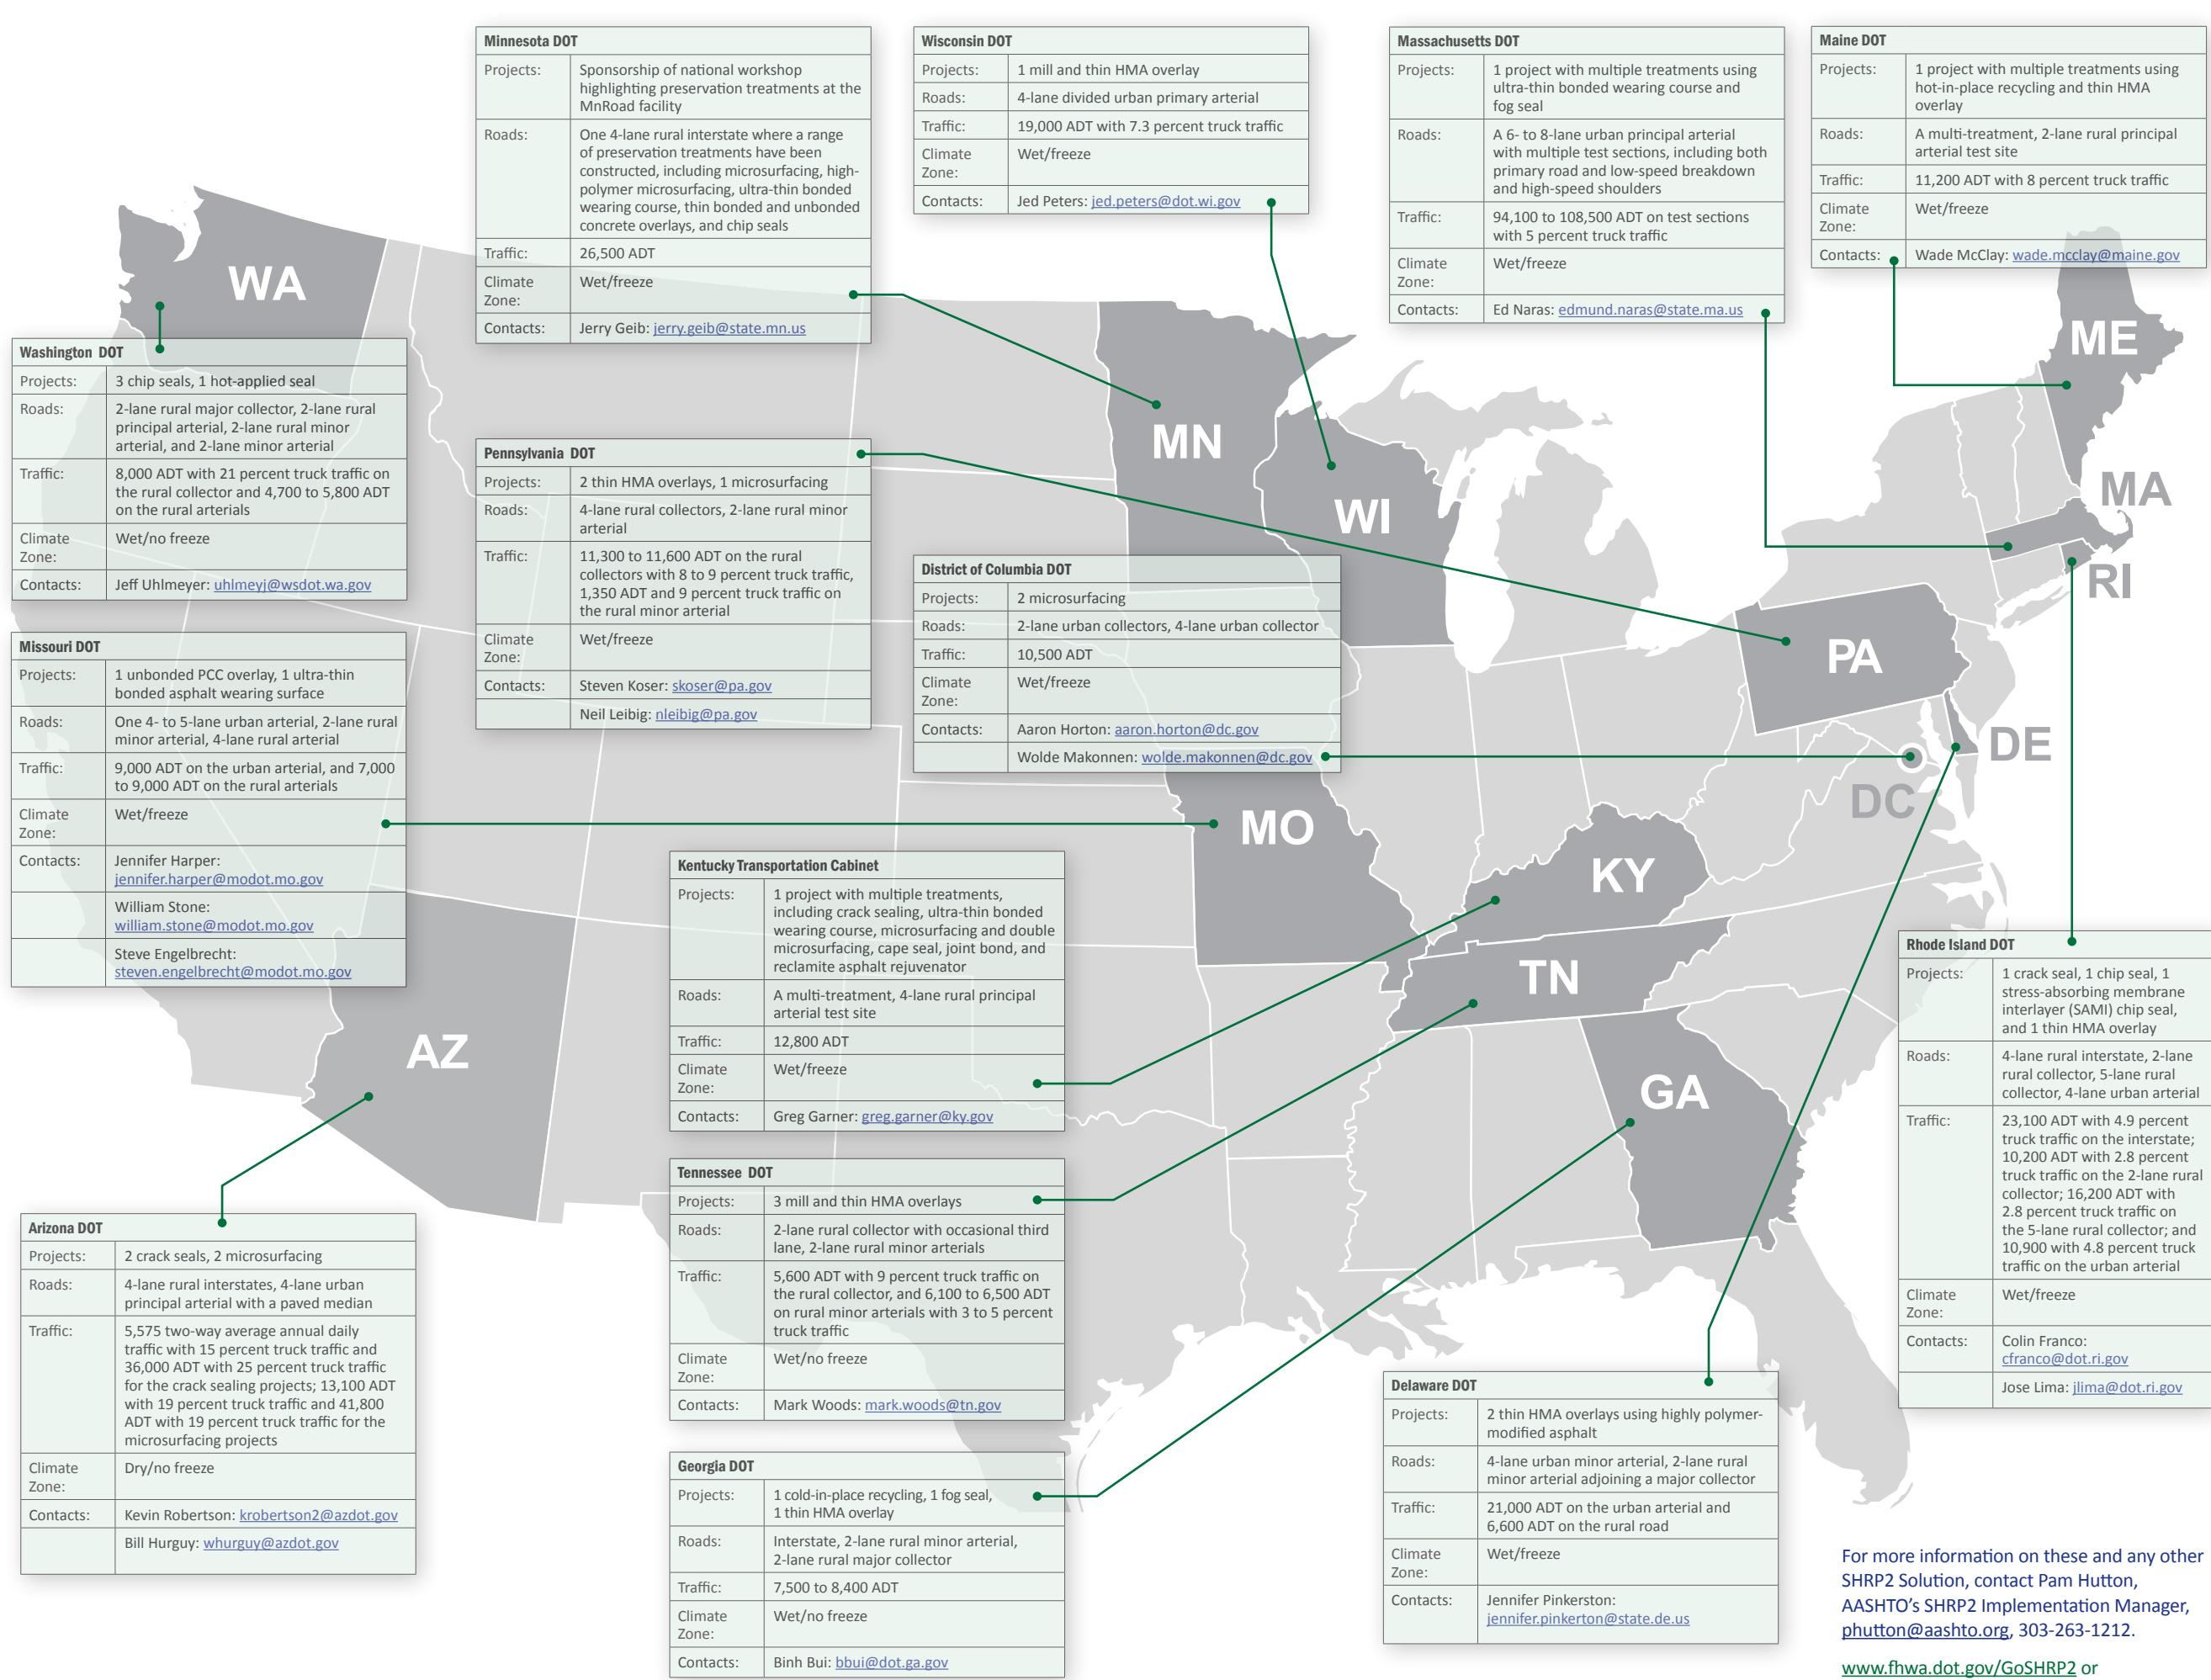 Minnesota DOT
Projects: Sponsorship of national workshop
highlighting preservation treatments at the
MnRoad facility
Roads: One 4-lane rural interstate where a range
of preservation treatments have been
constructed, including microsurfacing, high-
polymer microsurfacing, ultra-thin bonded
wearing course, thin bonded and unbonded
concrete overlays, and chip seals
Traffic: 26,500 ADT
Climate Wet/freeze
Zone:
Contacts: Jerry Geib: jerry.geib@state.mn.us
Wisconsin DOT
Projects: 1 mill and thin HMA overlay
Roads: 4-lane divided urban primary arterial
Traffic: 19,000 ADT with 7.3 percent truck traffic
Climate Wet/freeze
Zone:
Contacts: Jed Peters: jed.peters@dot.wi.gov
Massachusetts DOT
Projects: 1 project with multiple treatments using
ultra-thin bonded wearing course and
fog seal
Roads: A 6- to 8-lane urban principal arterial
with multiple test sections, including both
primary road and low-speed breakdown
and high-speed shoulders
Traffic: 94,100 to 108,500 ADT on test sections
with 5 percent truck traffic
Climate Wet/freeze
Zone:
Contacts: Ed Naras: edmund.naras@state.ma.us
Maine DOT
Projects: 1 project with multiple treatments using
hot-in-place recycling and thin HMA
overlay
Roads: A multi-treatment, 2-lane rural principal
arterial test site
Traffic: 11,200 ADT with 8 percent truck traffic
Climate Wet/freeze
Zone:
Contacts: Wade McClay: wade.mcclay@maine.gov
WA
ME
Washington DOT
Projects: 3 chip seals, 1 hot-applied seal
Roads: 2-lane rural major collector, 2-lane rural
principal arterial, 2-lane rural minor
arterial, and 2-lane minor arterial
Traffic: 8,000 ADT with 21 percent truck traffic on
the rural collector and 4,700 to 5,800 ADT
on the rural arterials
Climate Wet/no freeze
Zone:
Contacts: Jeff Uhlmeyer: uhlmeyj@wsdot.wa.gov
MN
WI
MA
RI
PA
DE
DC
Pennsylvania DOT
Projects: 2 thin HMA overlays, 1 microsurfacing
Roads: 4-lane rural collectors, 2-lane rural minor
arterial
Traffic: 11,300 to 11,600 ADT on the rural
collectors with 8 to 9 percent truck traffic,
1,350 ADT and 9 percent truck traffic on
the rural minor arterial
Climate Wet/freeze
Zone:
Contacts: Steven Koser: skoser@pa.gov
Neil Leibig: nleibig@pa.gov
District of Columbia DOT
Projects: 2 microsurfacing
Roads: 2-lane urban collectors, 4-lane urban collector
Traffic: 10,500 ADT
Climate Wet/freeze
Zone:
Contacts: Aaron Horton: aaron.horton@dc.gov
Wolde Makonnen: wolde.makonnen@dc.gov
Missouri DOT
Projects: 1 unbonded PCC overlay, 1 ultra-thin
bonded asphalt wearing surface
Roads: One 4- to 5-lane urban arterial, 2-lane rural
minor arterial, 4-lane rural arterial
Traffic: 9,000 ADT on the urban arterial, and 7,000
to 9,000 ADT on the rural arterials
Climate Wet/freeze
Zone:
Contacts: Jennifer Harper:
jennifer.harper@modot.mo.gov
William Stone:
william.stone@modot.mo.gov
Steve Engelbrecht:
steven.engelbrecht@modot.mo.gov
MO
KY
TN
AZ
GA
Kentucky Transportation Cabinet
Projects: 1 project with multiple treatments,
including crack sealing, ultra-thin bonded
wearing course, microsurfacing and double
microsurfacing, cape seal, joint bond, and
reclamite asphalt rejuvenator
Roads: A multi-treatment, 4-lane rural principal
arterial test site
Traffic: 12,800 ADT
Climate Wet/freeze
Zone:
Contacts: Greg Garner: greg.garner@ky.gov
Rhode Island DOT
Projects: 1 crack seal, 1 chip seal, 1
stress-absorbing membrane
interlayer (SAMI) chip seal,
and 1 thin HMA overlay
Roads: 4-lane rural interstate, 2-lane
rural collector, 5-lane rural
collector, 4-lane urban arterial
Traffic: 23,100 ADT with 4.9 percent
truck traffic on the interstate;
10,200 ADT with 2.8 percent
truck traffic on the 2-lane rural
collector; 16,200 ADT with
2.8 percent truck traffic on
the 5-lane rural collector; and
10,900 with 4.8 percent truck
traffic on the urban arterial
Climate Wet/freeze
Zone:
Contacts: Colin Franco:
cfranco@dot.ri.gov
Jose Lima: jlima@dot.ri.gov
Tennessee DOT
Projects: 3 mill and thin HMA overlays
Roads: 2-lane rural collector with occasional third
lane, 2-lane rural minor arterials
Traffic: 5,600 ADT with 9 percent truck traffic on
the rural collector, and 6,100 to 6,500 ADT
on rural minor arterials with 3 to 5 percent
truck traffic
Climate Wet/no freeze
Zone:
Contacts: Mark Woods: mark.woods@tn.gov
Arizona DOT
Projects: 2 crack seals, 2 microsurfacing
Roads: 4-lane rural interstates, 4-lane urban
principal arterial with a paved median
Traffic: 5,575 two-way average annual daily
traffic with 15 percent truck traffic and
36,000 ADT with 25 percent truck traffic
for the crack sealing projects; 13,100 ADT
with 19 percent truck traffic and 41,800
ADT with 19 percent truck traffic for the
microsurfacing projects
Climate Dry/no freeze
Zone:
Contacts: Kevin Robertson: krobertson2@azdot.gov
Bill Hurguy: whurguy@azdot.gov
Georgia DOT
Projects: 1 cold-in-place recycling, 1 fog seal,
1 thin HMA overlay
Roads: Interstate, 2-lane rural minor arterial,
2-lane rural major collector
Traffic: 7,500 to 8,400 ADT
Climate Wet/no freeze
Zone:
Contacts: Binh Bui: bbui@dot.ga.gov
Delaware DOT
Projects: 2 thin HMA overlays using highly polymer-
modified asphalt
Roads: 4-lane urban minor arterial, 2-lane rural
minor arterial adjoining a major collector
Traffic: 21,000 ADT on the urban arterial and
6,600 ADT on the rural road
Climate Wet/freeze
Zone:
Contacts: Jennifer Pinkerston:
jennifer.pinkerton@state.de.us
For more information on these and any other
SHRP2 Solution, contact Pam Hutton,
AASHTO's SHRP2 Implementation Manager,
phutton@aashto.org, 303-263-1212.
www.fhwa.dot.gov/GoSHRP2 or